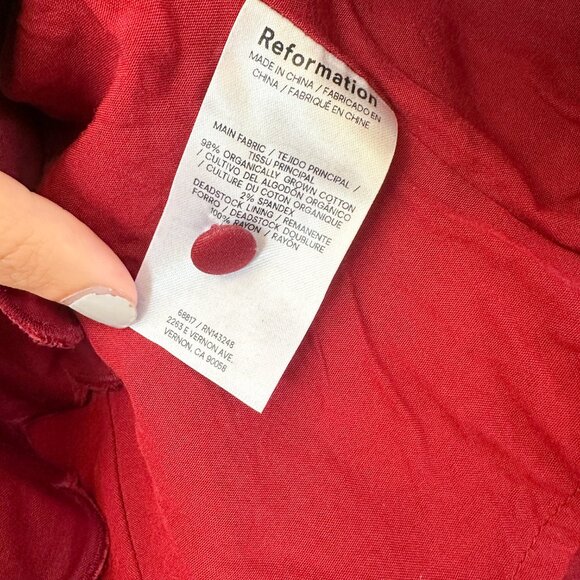 Reformation
MADE IN CHINA / FABRICADO EN
CHINA / FABRIQUÉ EN CHINE
MAIN FABRIC / TEJIDO PRINCIPAL /
TISSU PRINCIPAL
98% ORGANICALLY GROWN COTTON
/ CULTIVO DEL ALGODÓN ORGÁNICO
/ CULTURE DU COTON ORGANIQUE
2% SPANDEX
DEADSTOCK LINING / REMANENTE
FORRO / DEADSTOCK DOUBLURE
100% RAYON / RAYÓN
68817 / RN143248
2263 E VERNON AVE.
VERNON, CA 90058